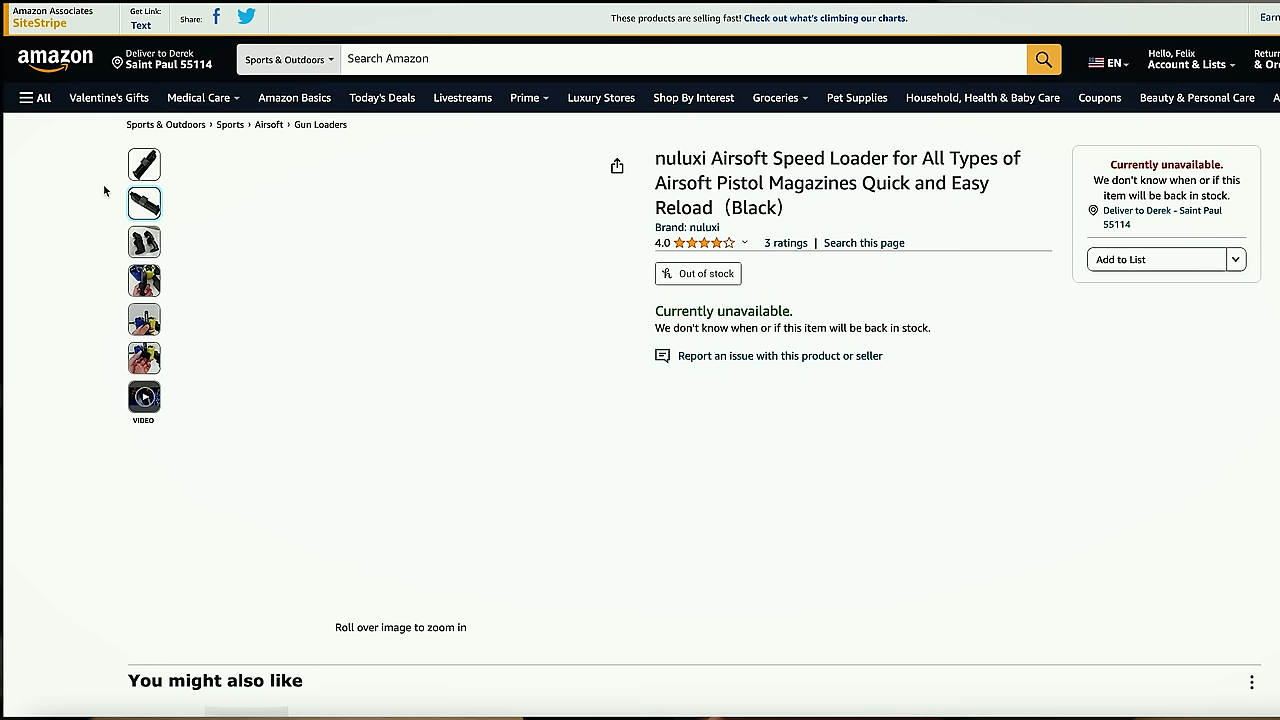 Amazon Associates
SiteStripe
Get Link:
Text
Share:
These products are selling fast! Check out what's climbing our charts.
Earn
amazon
Deliver to Derek
Saint Paul 55114
Sports & Outdoors
Search Amazon
EN
Hello, Felix
Account & Lists
Retur
& Or
All
Valentine's Gifts
Medical Care
Amazon Basics
Today's Deals
Livestreams
Prime
Luxury Stores
Shop By Interest
Groceries
Pet Supplies
Household, Health & Baby Care
Coupons
Beauty & Personal Care
A
Sports & Outdoors › Sports › Airsoft › Gun Loaders
nuluxi Airsoft Speed Loader for All Types of
Airsoft Pistol Magazines Quick and Easy
Reload（Black）
Brand: nuluxi
4.0
3 ratings | Search this page
Out of stock
Currently unavailable.
We don't know when or if this item will be back in stock.
Report an issue with this product or seller
Currently unavailable.
We don't know when or if this
item will be back in stock.
Deliver to Derek - Saint Paul
55114
Add to List
VIDEO
Roll over image to zoom in
You might also like